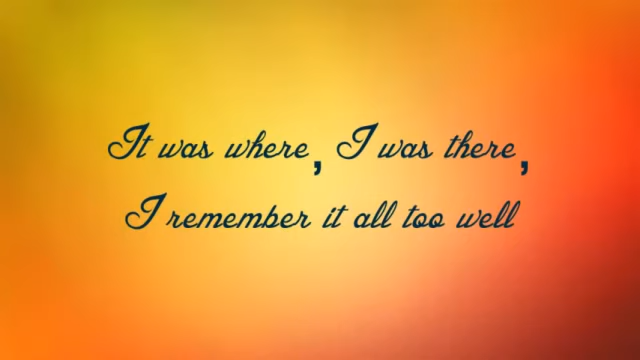 It was where, I was there,
I remember it all too well